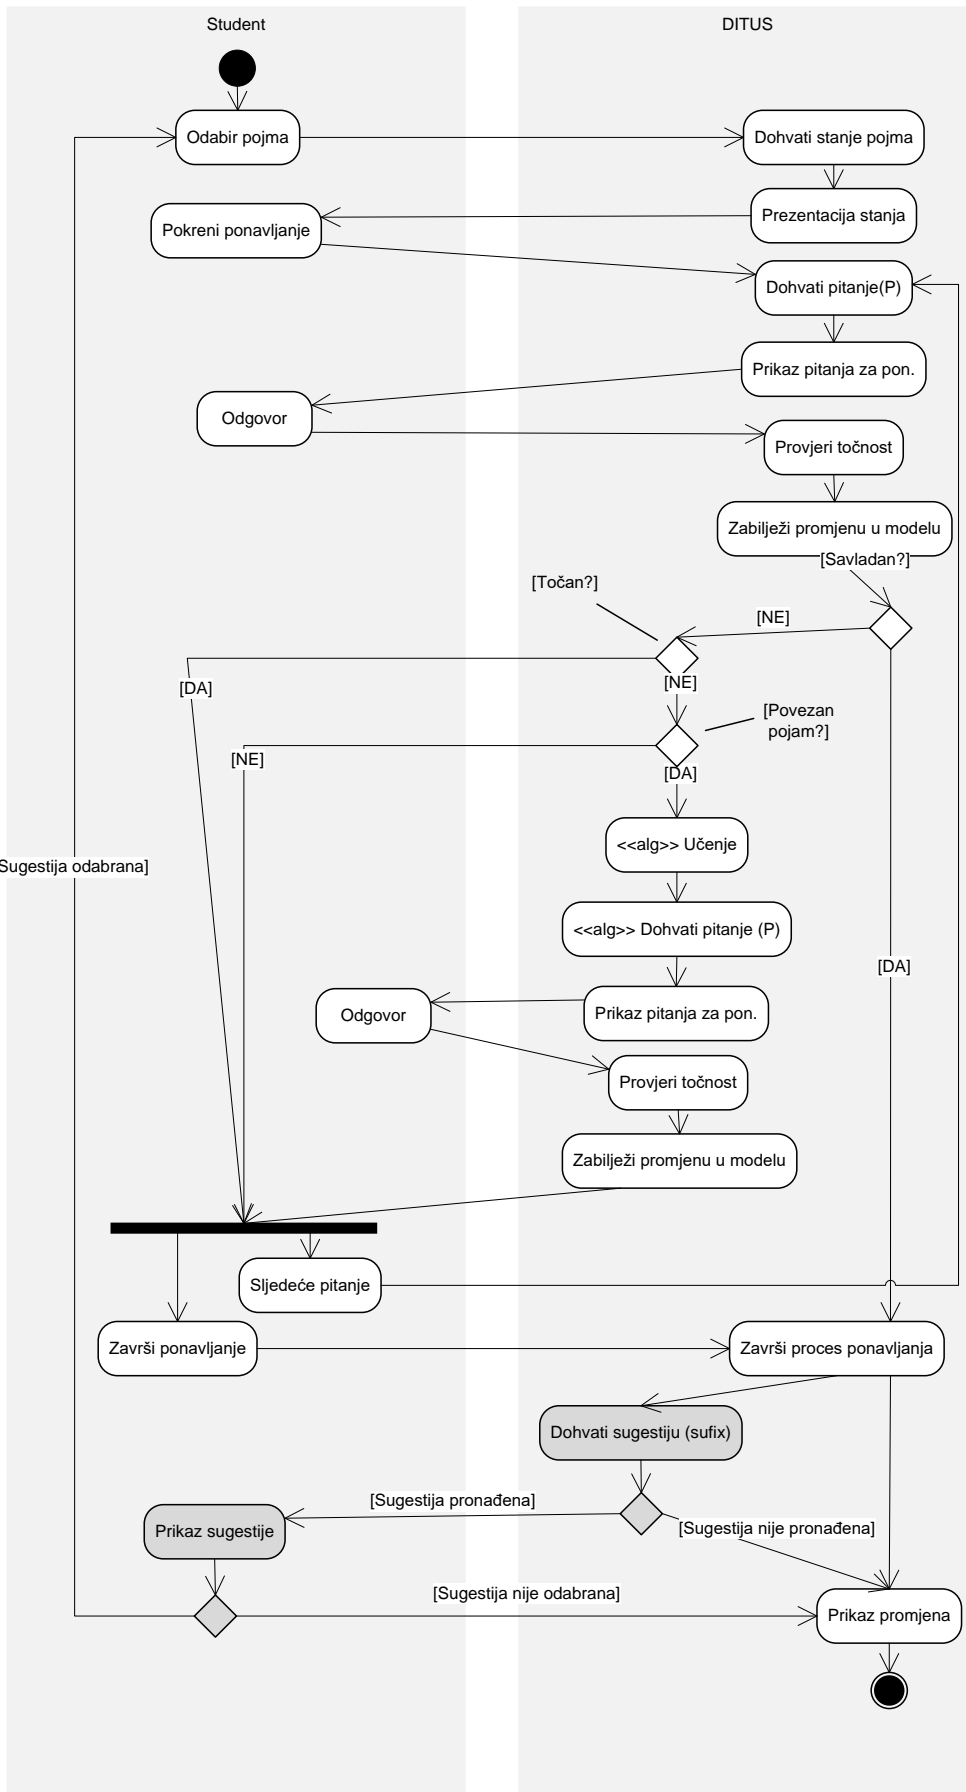 Student
DITUS
Odabir pojma
Dohvati stanje pojma
Prezentacija stanja
Pokreni ponavljanje
Dohvati pitanje(P)
Prikaz pitanja za pon.
Odgovor
Provjeri točnost
Zabilježi promjenu u modelu
[Savladan?]
[Točan?]
[NE]
[DA]
[NE]
[Povezan
pojam?]
[NE]
[DA]
<<alg>> Učenje
Sugestija odabrana]
<<alg>> Dohvati pitanje (P)
[DA]
Prikaz pitanja za pon.
Odgovor
Provjeri točnost
Zabilježi promjenu u modelu
Sljedeće pitanje
Završi ponavljanje
Završi proces ponavljanja
Dohvati sugestiju (sufix)
[Sugestija pronađena]
[Sugestija nije pronađena]
Prikaz sugestije
[Sugestija nije odabrana]
Prikaz promjena